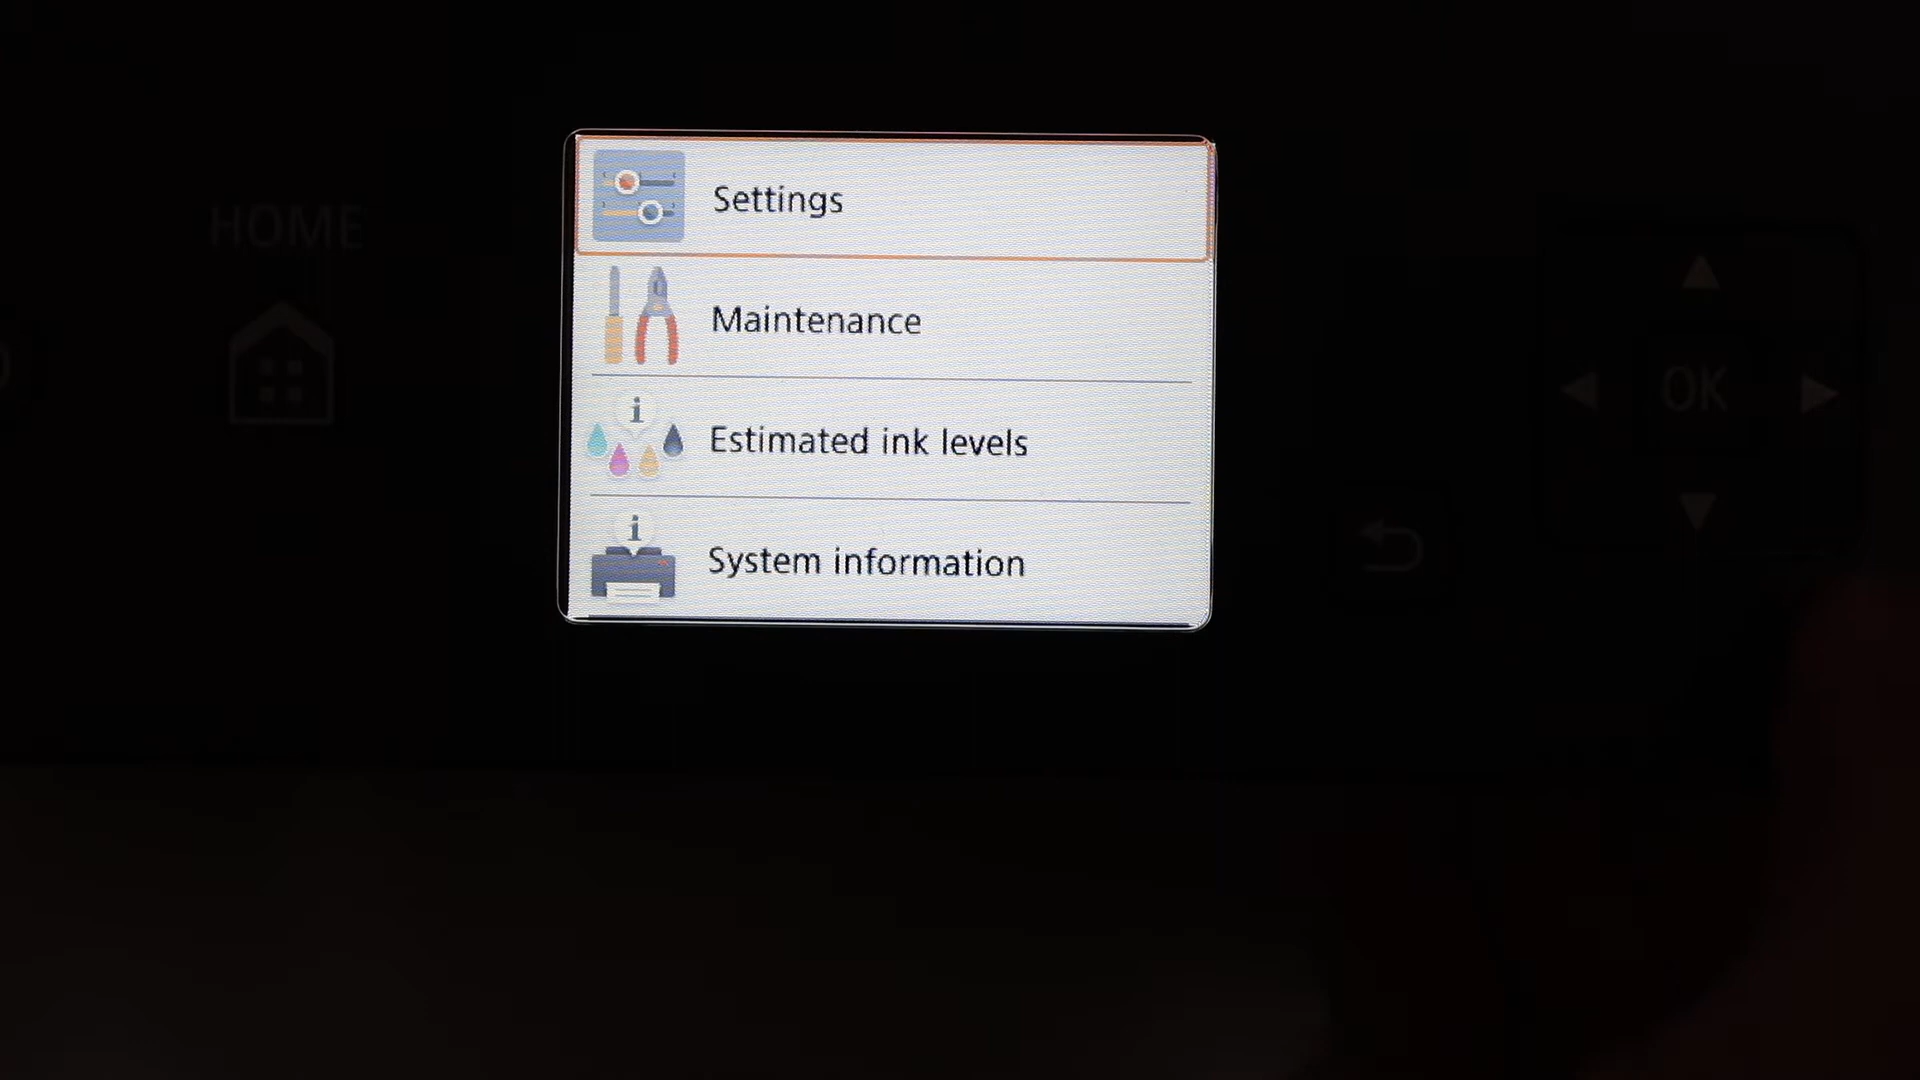 HOME
Settings
Maintenance
Estimated ink levels
System information
OK